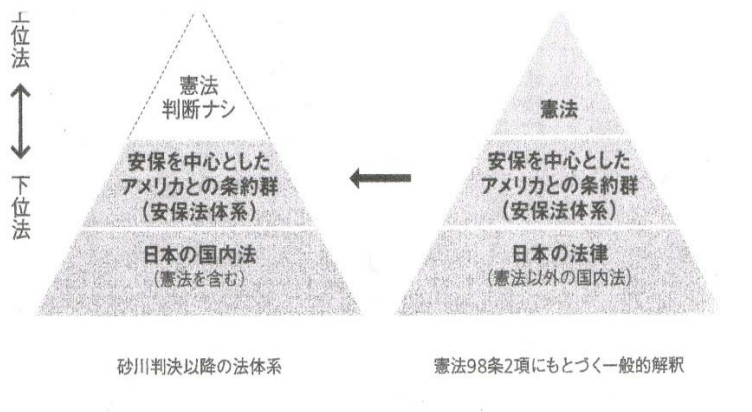 上位法
下位法
憲法
判断ナシ
安保を中心とした
アメリカとの条約群
(安保法体系)
日本の国内法
(憲法を含む)
砂川判決以降の法体系
憲法
安保を中心とした
アメリカとの条約群
(安保法体系)
日本の法律
(憲法以外の国内法)
憲法98条2項にもとづく一般的解釈